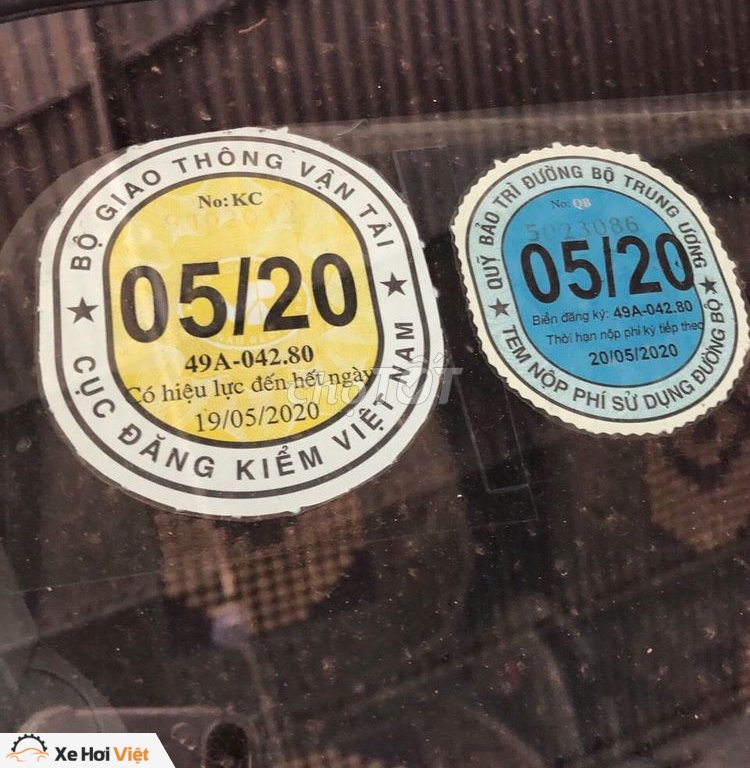 BỘ GIAO THÔNG VẬN TẢI
No: KC
05/20
49A-042.80
Có hiệu lực đến hết ngày
19/05/2020
CỤC ĐĂNG KIỂM VIỆT NAM
QUỸ BẢO TRÌ ĐƯỜNG BỘ TRUNG ƯƠNG
No: QB
5023086
05/20
Biển đăng ký: 49A-042.80
Thời hạn nộp phí kỳ tiếp theo
20/05/2020
TEM NỘP PHÍ SỬ DỤNG ĐƯỜNG BỘ
chợTỐT
Xe Hơi Việt